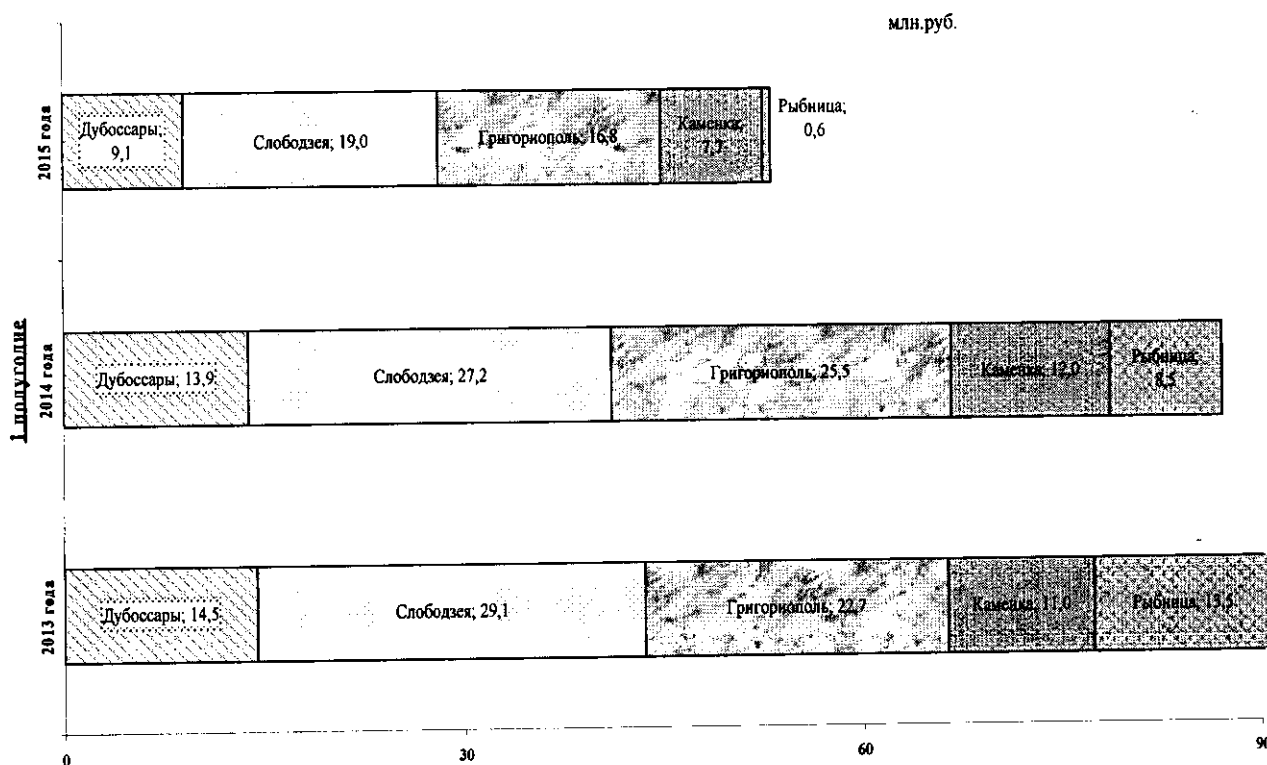 млн.руб.
Дубоссары;
9,1
Слободзея; 19,0
Григориополь; 16,8
Каменка;
7,7
Рыбница;
0,6
2015 года
Дубоссары; 13,9
Слободзея; 27,2
Григориополь; 25,5
Каменка; 12,0
Рыбница;
8,5
2014 года
1 полугодие
Дубоссары; 14,5
Слободзея; 29,1
Григориополь; 22,7
Каменка; 11,0
Рыбница;
2013 года
0
30
60
90